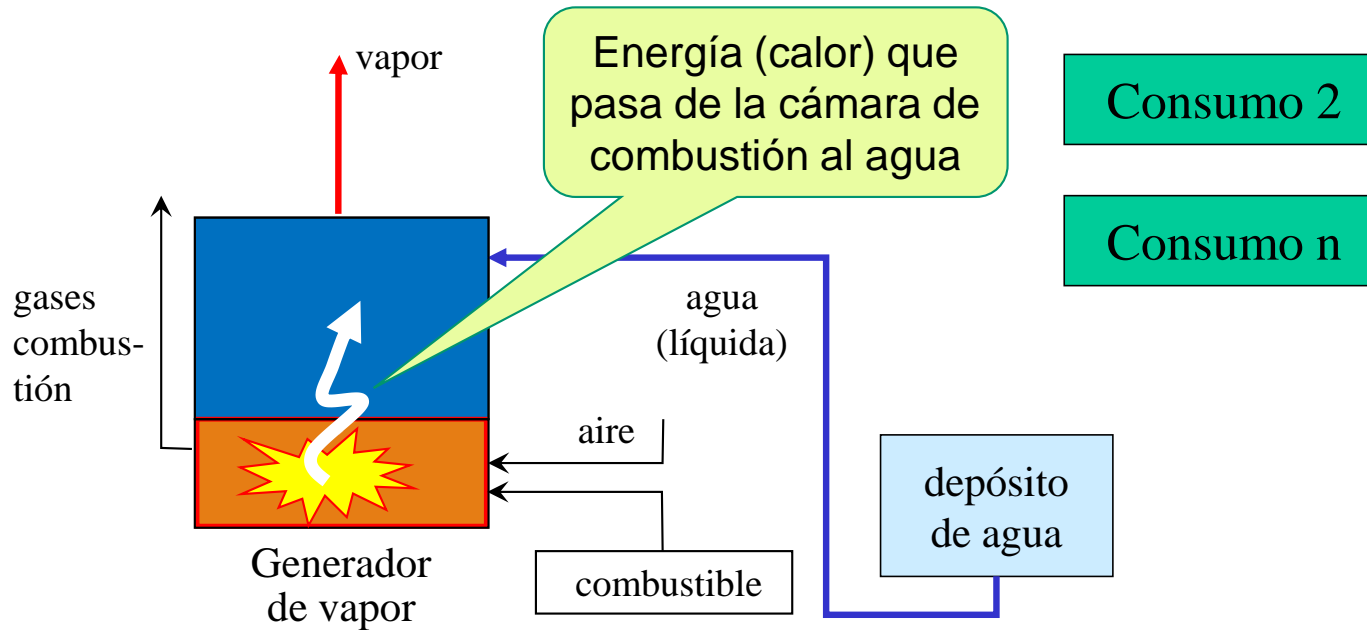 vapor
Energía (calor) que
pasa de la cámara de
combustión al agua
Consumo 2
Consumo n
gases
combus-
tión
agua
(líquida)
aire
depósito
de agua
Generador
de vapor
combustible